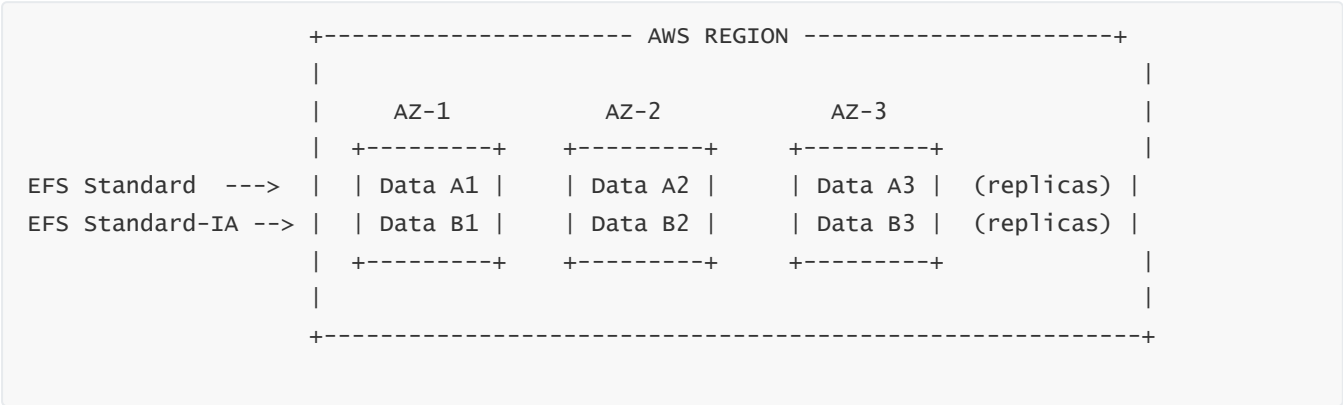 +---------------------- AWS REGION ----------------------+
|                                                           |
|     AZ-1           AZ-2            AZ-3                  |
|  +---------+    +---------+     +---------+              |
EFS Standard  --->  |  | Data A1 |    | Data A2 |     | Data A3 |  (replicas) |
EFS Standard-IA --> |  | Data B1 |    | Data B2 |     | Data B3 |  (replicas) |
|  +---------+    +---------+     +---------+              |
|                                                           |
+----------------------------------------------------------+